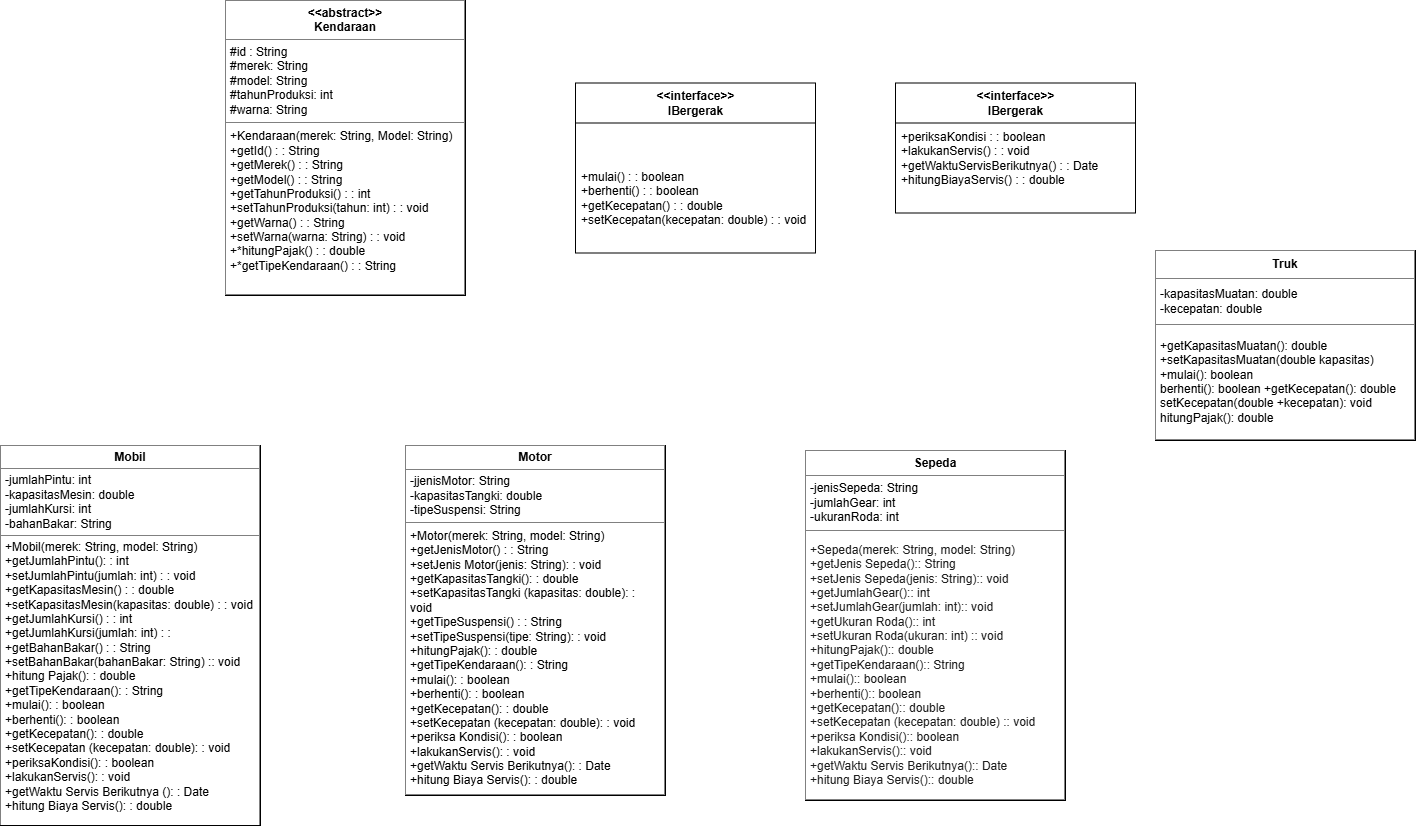 <<abstract>>
Kendaraan
#id : String
#merek: String
#model: String
#tahunProduksi: int
#warna: String
+Kendaraan(merek: String, Model: String)
+getId() : : String
+getMerek() : : String
+getModel() : : String
+getTahunProduksi() : : int
+setTahunProduksi(tahun: int) : : void
+getWarna() : : String
+setWarna(warna: String) : : void
+*hitungPajak() : : double
+*getTipeKendaraan() : : String
<<interface>>
IBergerak
+mulai() : : boolean
+berhenti() : : boolean
+getKecepatan() : : double
+setKecepatan(kecepatan: double) : : void
<<interface>>
IBergerak
+periksaKondisi : : boolean
+lakukanServis() : : void
+getWaktuServisBerikutnya() : : Date
+hitungBiayaServis() : : double
Truk
-kapasitasMuatan: double
-kecepatan: double
+getKapasitasMuatan(): double
+setKapasitasMuatan(double kapasitas)
+mulai(): boolean
berhenti(): boolean +getKecepatan(): double
setKecepatan(double +kecepatan): void
hitungPajak(): double
Mobil
-jumlahPintu: int
-kapasitasMesin: double
-jumlahKursi: int
-bahanBakar: String
+Mobil(merek: String, model: String)
+getJumlahPintu(): : int
+setJumlahPintu(jumlah: int) : : void
+getKapasitasMesin() : : double
+setKapasitasMesin(kapasitas: double) : : void
+getJumlahKursi() : : int
+getJumlahKursi(jumlah: int) : :
+getBahanBakar() : : String
+setBahanBakar(bahanBakar: String) :: void
+hitung Pajak(): : double
+getTipeKendaraan(): : String
+mulai(): : boolean
+berhenti(): : boolean
+getKecepatan(): : double
+setKecepatan (kecepatan: double): : void
+periksaKondisi(): : boolean
+lakukanServis(): : void
+getWaktu Servis Berikutnya (): : Date
+hitung Biaya Servis(): : double
Motor
-jjenisMotor: String
-kapasitasTangki: double
-tipeSuspensi: String
+Motor(merek: String, model: String)
+getJenisMotor() : : String
+setJenis Motor(jenis: String): : void
+getKapasitasTangki(): : double
+setKapasitasTangki (kapasitas: double): :
void
+getTipeSuspensi() : : String
+setTipeSuspensi(tipe: String): : void
+hitungPajak(): : double
+getTipeKendaraan(): : String
+mulai(): : boolean
+berhenti(): : boolean
+getKecepatan(): : double
+setKecepatan (kecepatan: double): : void
+periksa Kondisi(): : boolean
+lakukanServis(): : void
+getWaktu Servis Berikutnya(): : Date
+hitung Biaya Servis(): : double
Sepeda
-jenisSepeda: String
-jumlahGear: int
-ukuranRoda: int
+Sepeda(merek: String, model: String)
+getJenis Sepeda():: String
+setJenis Sepeda(jenis: String):: void
+getJumlahGear():: int
+setJumlahGear(jumlah: int):: void
+getUkuran Roda():: int
+setUkuran Roda(ukuran: int) :: void
+hitungPajak():: double
+getTipeKendaraan():: String
+mulai():: boolean
+berhenti():: boolean
+getKecepatan():: double
+setKecepatan (kecepatan: double) :: void
+periksa Kondisi():: boolean
+lakukanServis():: void
+getWaktu Servis Berikutnya():: Date
+hitung Biaya Servis():: double